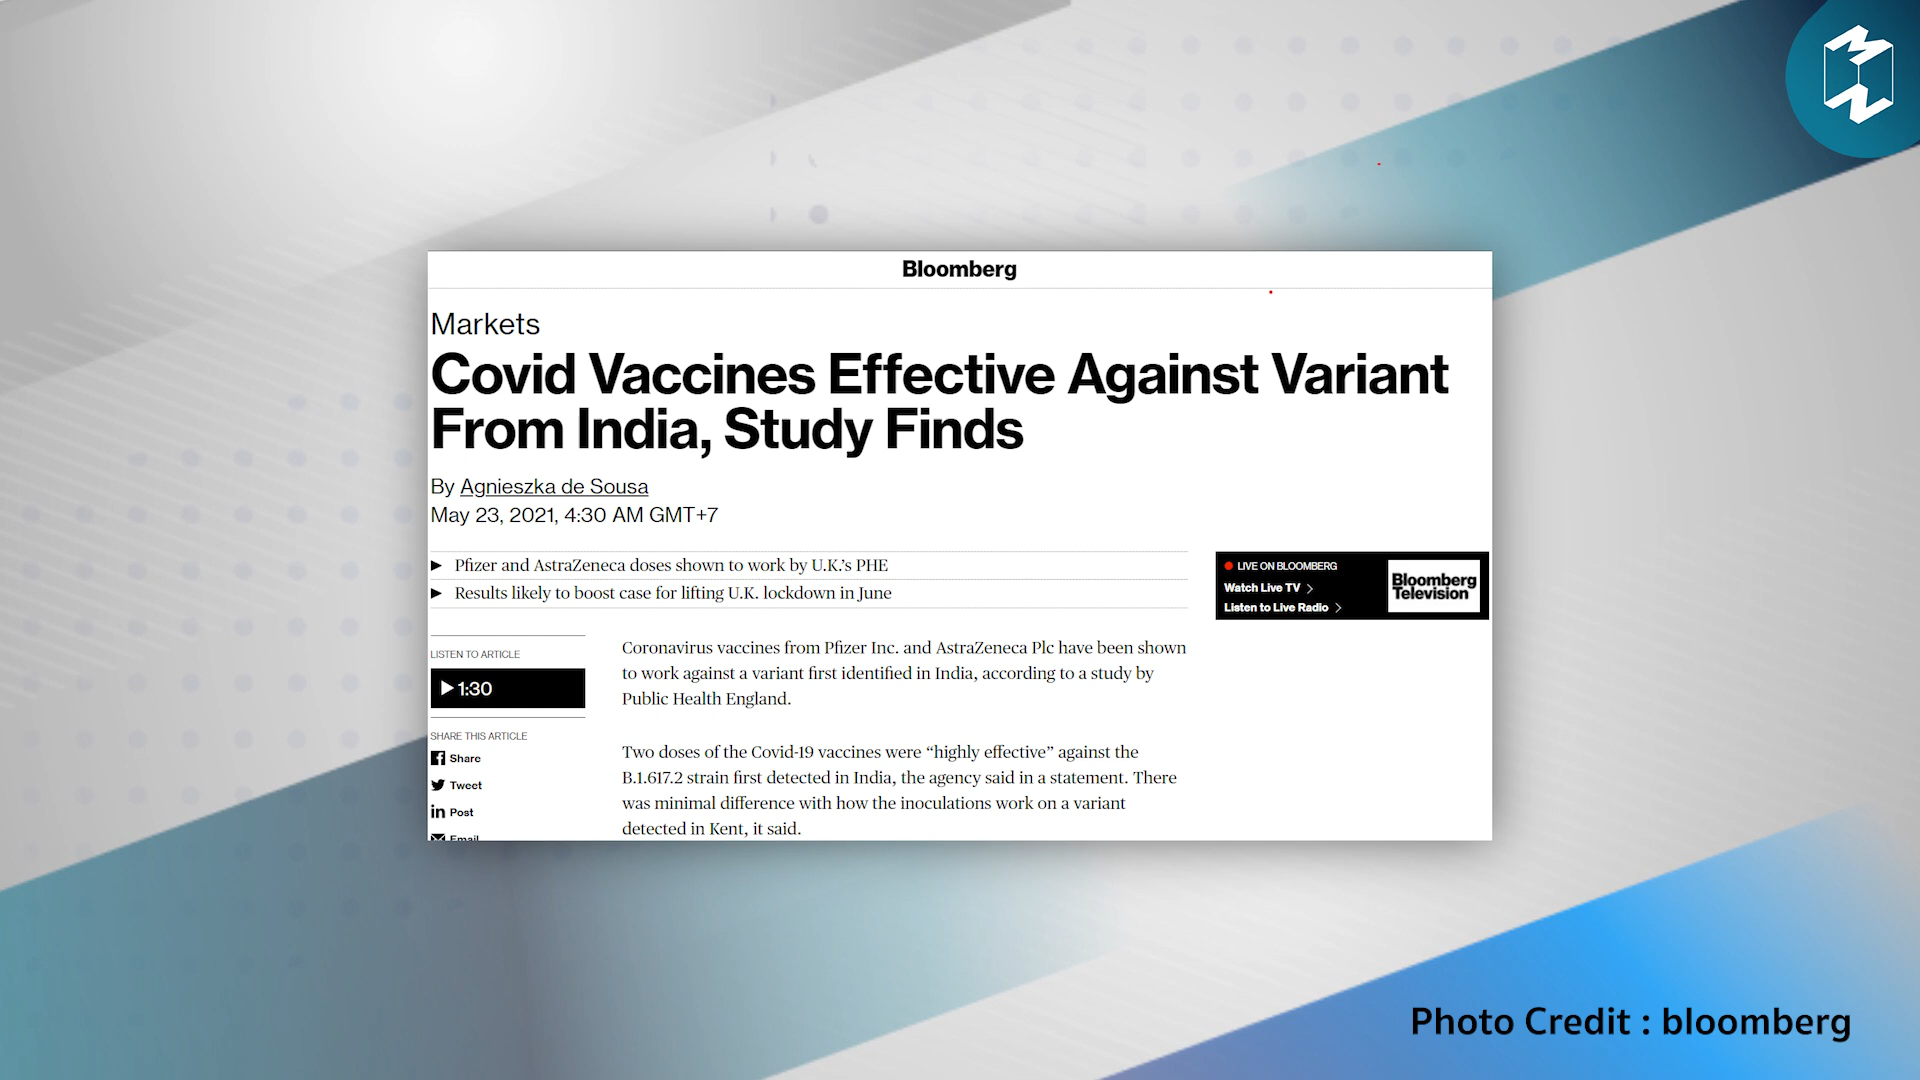 Bloomberg
Markets
Covid Vaccines Effective Against Variant
From India, Study Finds
By Agnieszka de Sousa
May 23, 2021, 4:30 AM GMT+7
▶ Pfizer and AstraZeneca doses shown to work by U.K.’s PHE
▶ Results likely to boost case for lifting U.K. lockdown in June
LIVE ON BLOOMBERG
Watch Live TV >
Listen to Live Radio >
Bloomberg
Television
LISTEN TO ARTICLE
▶ 1:30
SHARE THIS ARTICLE
Share
Tweet
in Post
Email
Coronavirus vaccines from Pfizer Inc. and AstraZeneca Plc have been shown
to work against a variant first identified in India, according to a study by
Public Health England.
Two doses of the Covid-19 vaccines were “highly effective” against the
B.1.617.2 strain first detected in India, the agency said in a statement. There
was minimal difference with how the inoculations work on a variant
detected in Kent, it said.
Photo Credit : bloomberg